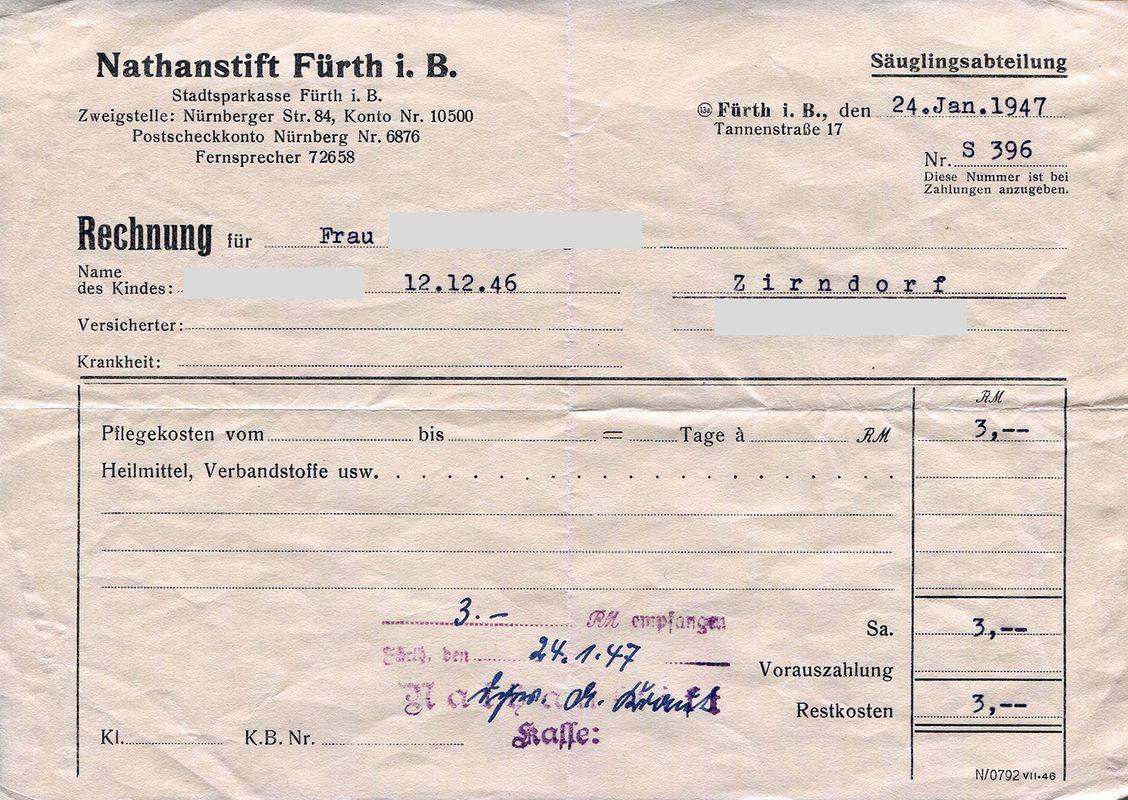 Nathanstift Fürth i. B.
Stadtsparkasse Fürth i. B.
Zweigstelle: Nürnberger Str. 84, Konto Nr. 10500
Postscheckkonto Nürnberg Nr. 6876
Fernsprecher 72658
Säuglingsabteilung
13a Fürth i. B., den 24.Jan.1947
Tannenstraße 17
Nr. S 396
Diese Nummer ist bei
Zahlungen anzugeben.
Rechnung für Frau
Name
des Kindes: 12.12.46
Zirndorf
Versicherter:
Krankheit:
RM
Pflegekosten vom bis = Tage à RM 3,--
Heilmittel, Verbandstoffe usw.
3.- RM empfangen
Sa. 3,--
Fürth, den 24.1.47
Vorauszahlung
Restkosten 3,--
Kasse:
Kl. K.B. Nr.
N/0792 VII-46